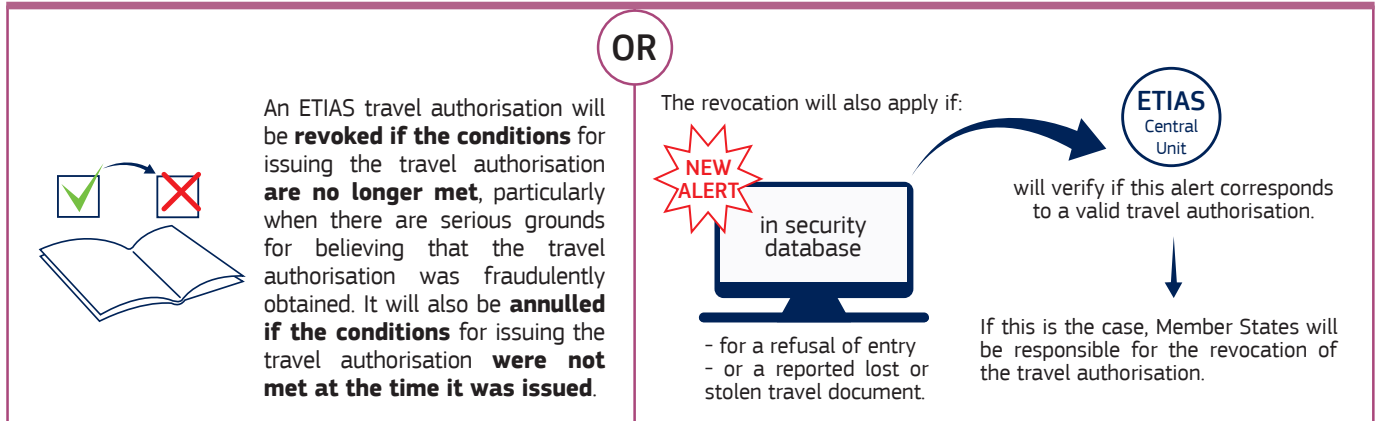 OR
An ETIAS travel authorisation will
be revoked if the conditions for
issuing the travel authorisation
are no longer met, particularly
when there are serious grounds
for believing that the travel
authorisation was fraudulently
obtained. It will also be annulled
if the conditions for issuing the
travel authorisation were not
met at the time it was issued.
The revocation will also apply if:
NEW
ALERT
in security
database
- for a refusal of entry
- or a reported lost or
stolen travel document.
ETIAS
Central
Unit
will verify if this alert corresponds
to a valid travel authorisation.
If this is the case, Member States will
be responsible for the revocation of
the travel authorisation.